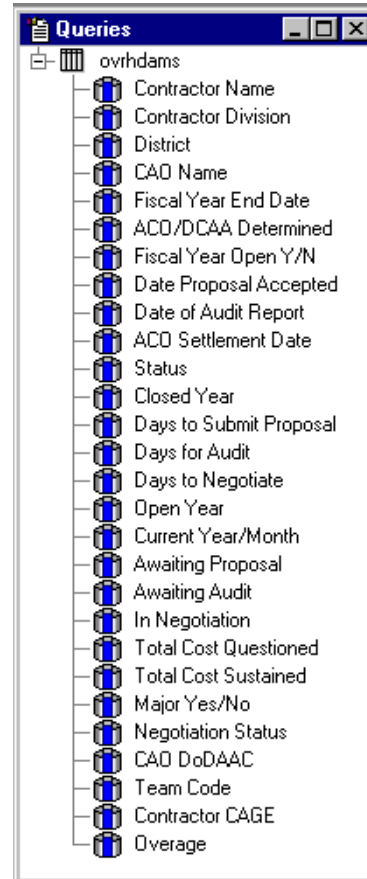 Queries
ovrhdams
Contractor Name
Contractor Division
District
CAO Name
Fiscal Year End Date
ACO/DCAA Determined
Fiscal Year Open Y/N
Date Proposal Accepted
Date of Audit Report
ACO Settlement Date
Status
Closed Year
Days to Submit Proposal
Days for Audit
Days to Negotiate
Open Year
Current Year/Month
Awaiting Proposal
Awaiting Audit
In Negotiation
Total Cost Questioned
Total Cost Sustained
Major Yes/No
Negotiation Status
CAO DoDAAC
Team Code
Contractor CAGE
Overage